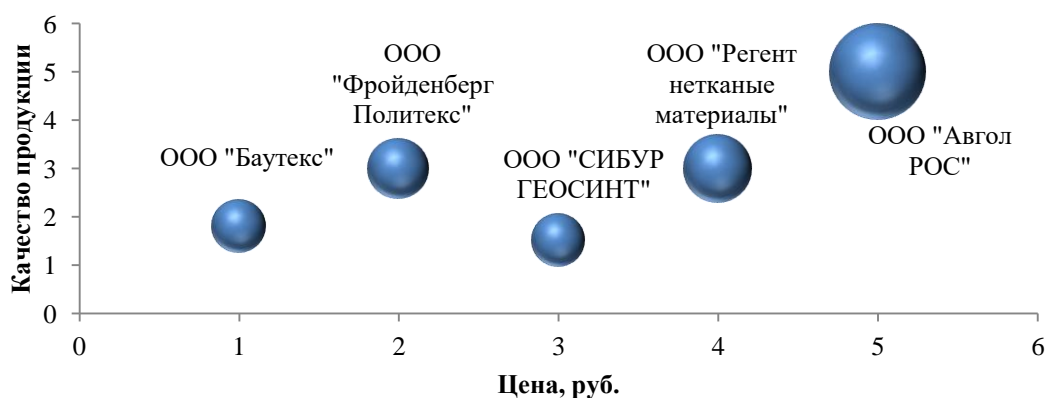 Качество продукции
6
5
4
3
2
1
0
ООО "Баутекс"
ООО
"Фройденберг
Политекс"
ООО "СИБУР
ГЕОСИНТ"
ООО "Регент
нетканые
материалы"
ООО "Авгол
РОС"
0 1 2 3 4 5 6
Цена, руб.